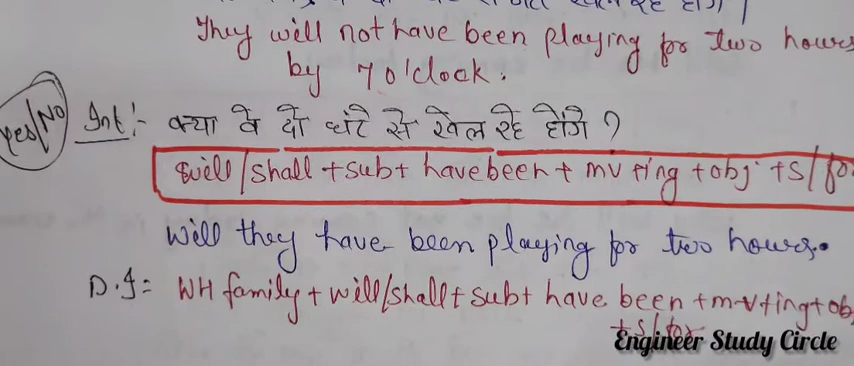 They will not have been playing for two hours
by 7 o'clock.
Yes/No Int:- क्या वे दो घंटे से खेल रहे होंगे ?
Will/shall + sub + have been + mv + ing + obj + s/for
Will they have been playing for two hours.
D.I = WH family + will/shall + sub + have been + m.v + ing + ob
+ s/for
Engineer Study Circle